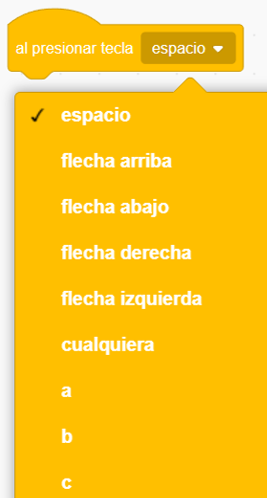 al presionar tecla espacio
espacio
flecha arriba
flecha abajo
flecha derecha
flecha izquierda
cualquiera
a
b
c